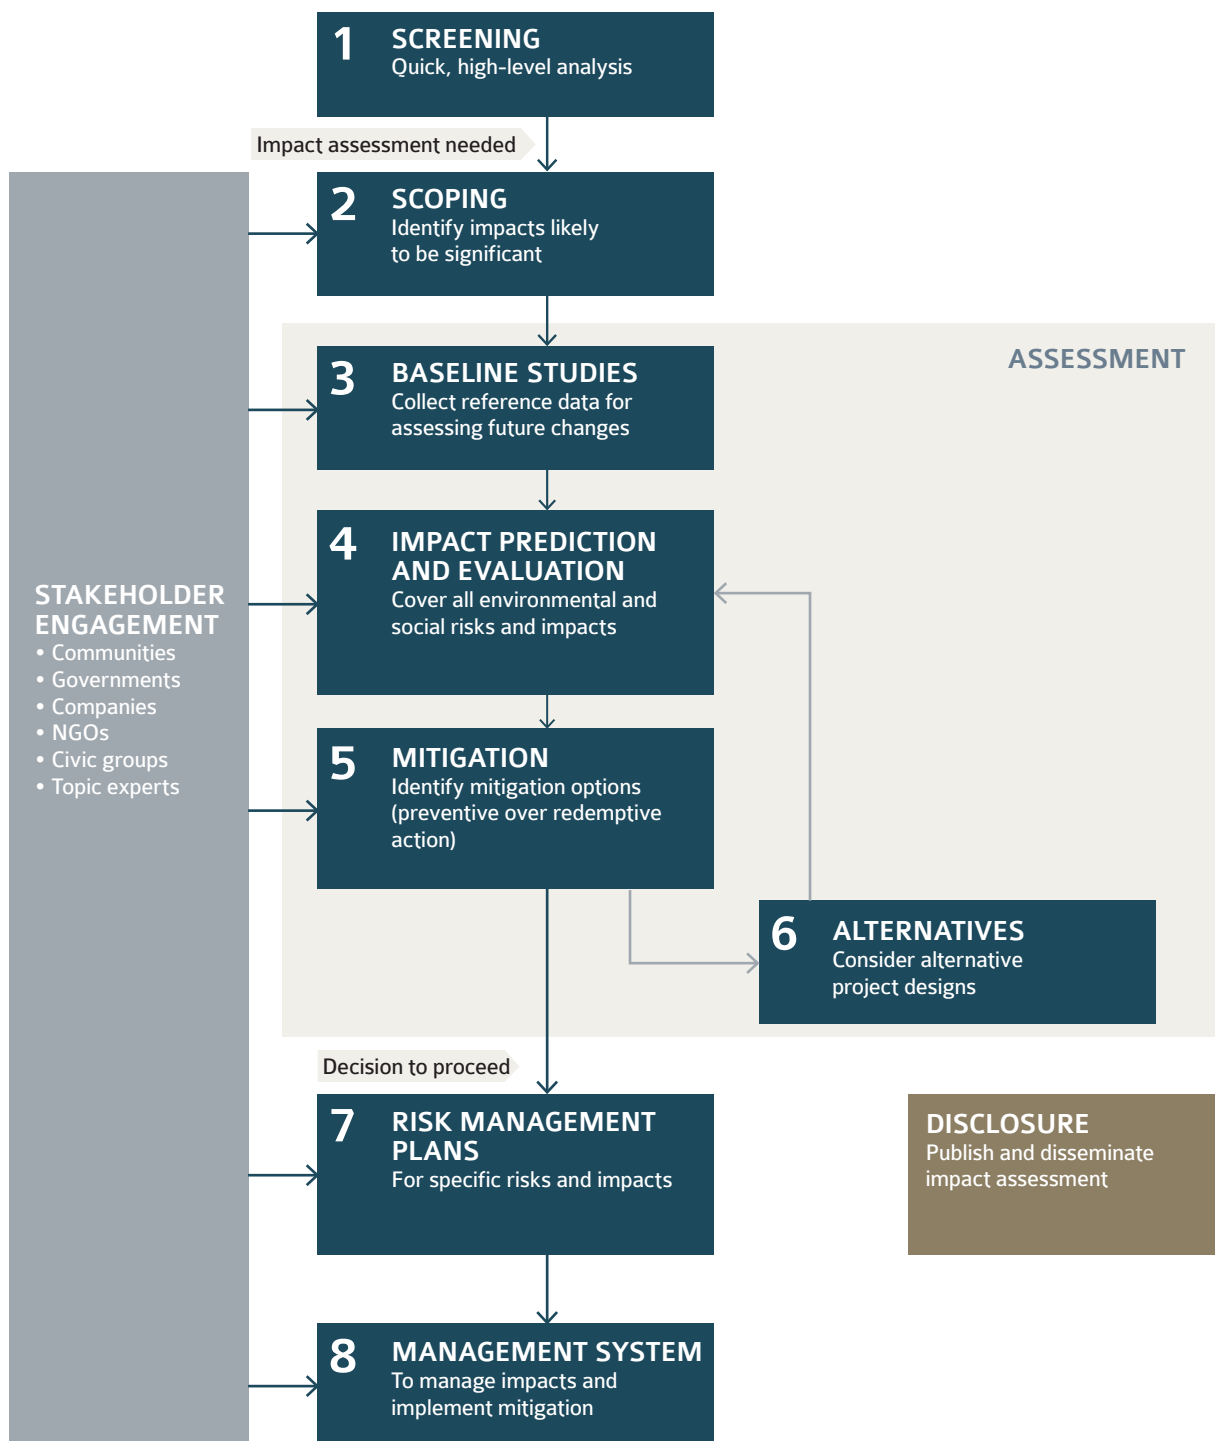 1
SCREENING
Quick, high-level analysis
Impact assessment needed
2
SCOPING
Identify impacts likely
to be significant
ASSESSMENT
3
BASELINE STUDIES
Collect reference data for
assessing future changes
4
IMPACT PREDICTION
AND EVALUATION
Cover all environmental and
social risks and impacts
STAKEHOLDER
ENGAGEMENT
• Communities
• Governments
• Companies
• NGOs
• Civic groups
• Topic experts
5
MITIGATION
Identify mitigation options
(preventive over redemptive
action)
6
ALTERNATIVES
Consider alternative
project designs
Decision to proceed
7
RISK MANAGEMENT
PLANS
For specific risks and impacts
DISCLOSURE
Publish and disseminate
impact assessment
8
MANAGEMENT SYSTEM
To manage impacts and
implement mitigation